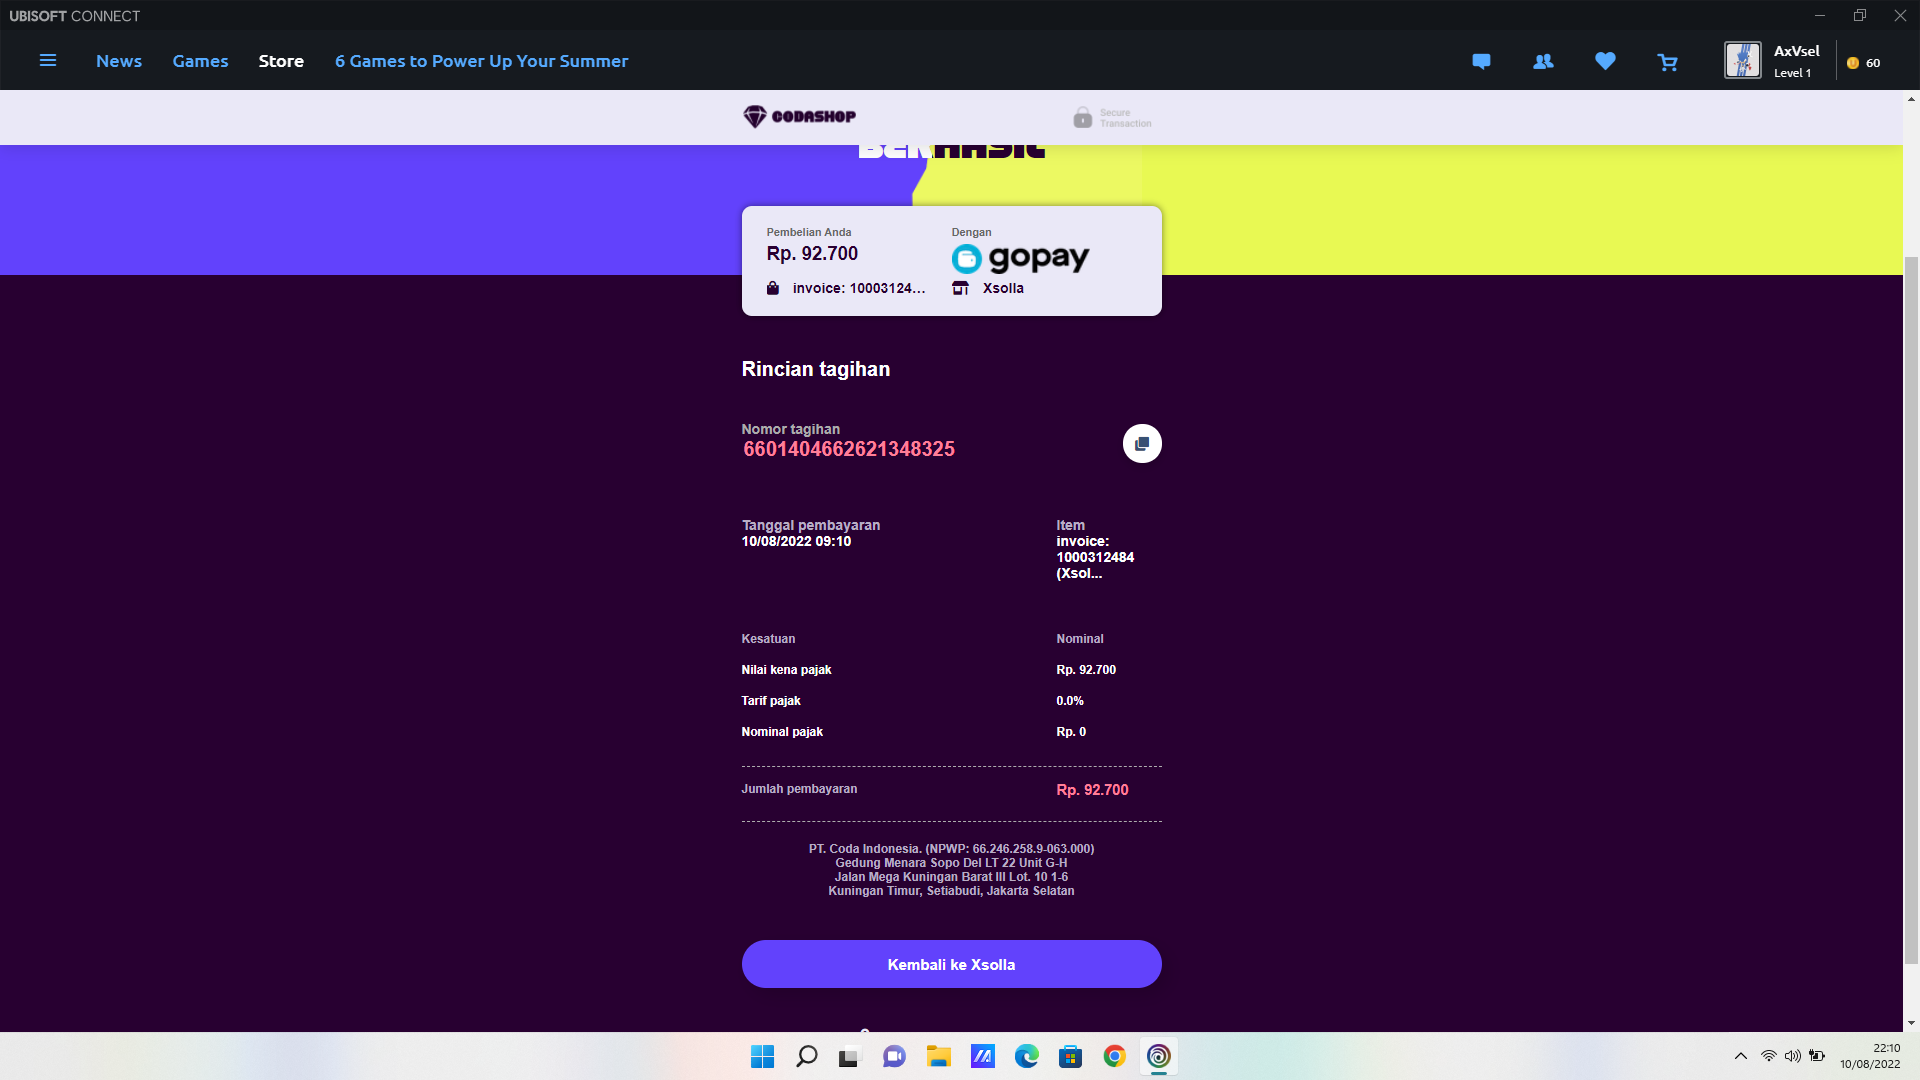 UBISOFT CONNECT
News Games Store 6 Games to Power Up Your Summer
AxVsel
Level 1
60
CODASHOP
Secure
Transaction
BERHASIL
Pembelian Anda
Rp. 92.700
invoice: 10003124...
Dengan
gopay
Xsolla
Rincian tagihan
Nomor tagihan
6601404662621348325
Tanggal pembayaran
10/08/2022 09:10
Item
invoice:
1000312484
(Xsol...
Kesatuan Nominal
Nilai kena pajak Rp. 92.700
Tarif pajak 0.0%
Nominal pajak Rp. 0
Jumlah pembayaran Rp. 92.700
PT. Coda Indonesia. (NPWP: 66.246.258.9-063.000)
Gedung Menara Sopo Del LT 22 Unit G-H
Jalan Mega Kuningan Barat III Lot. 10 1-6
Kuningan Timur, Setiabudi, Jakarta Selatan
Kembali ke Xsolla
22:10
10/08/2022